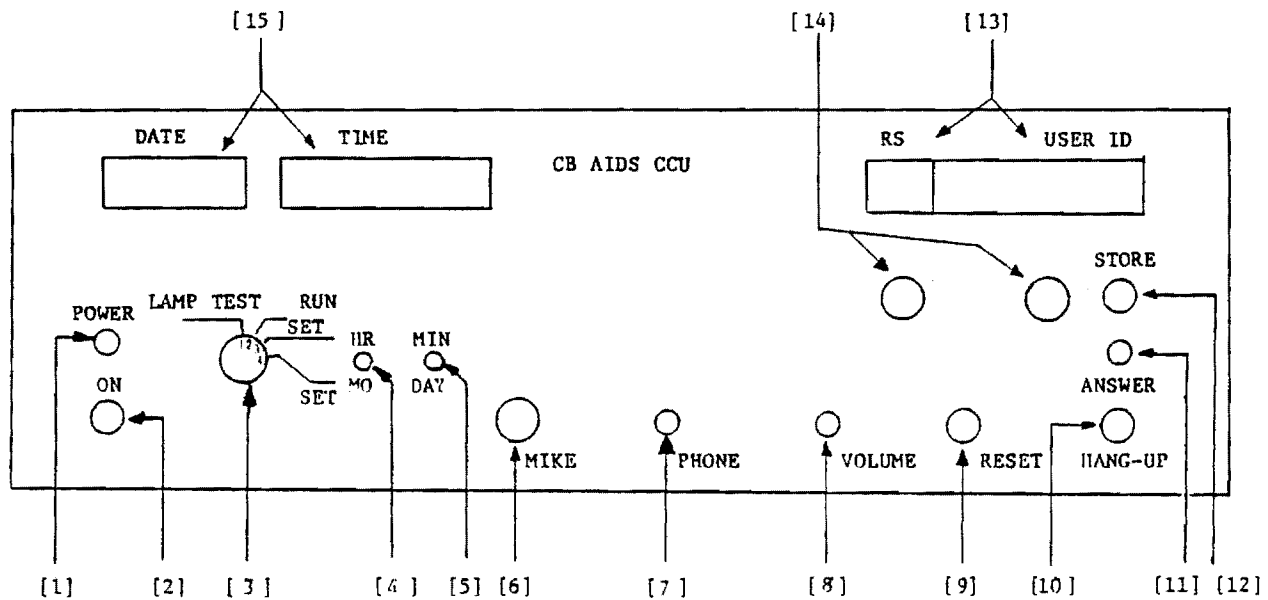 [15] [14] [13]
DATE TIME RS USER ID
CB AIDS CCU
STORE
LAMP TEST RUN
POWER
SET
HR MIN
ON SET MO DAY ANSWER
MIKE PHONE VOLUME RESET HANG-UP
[1] [2] [3] [4] [5] [6] [7] [8] [9] [10] [11] [12]